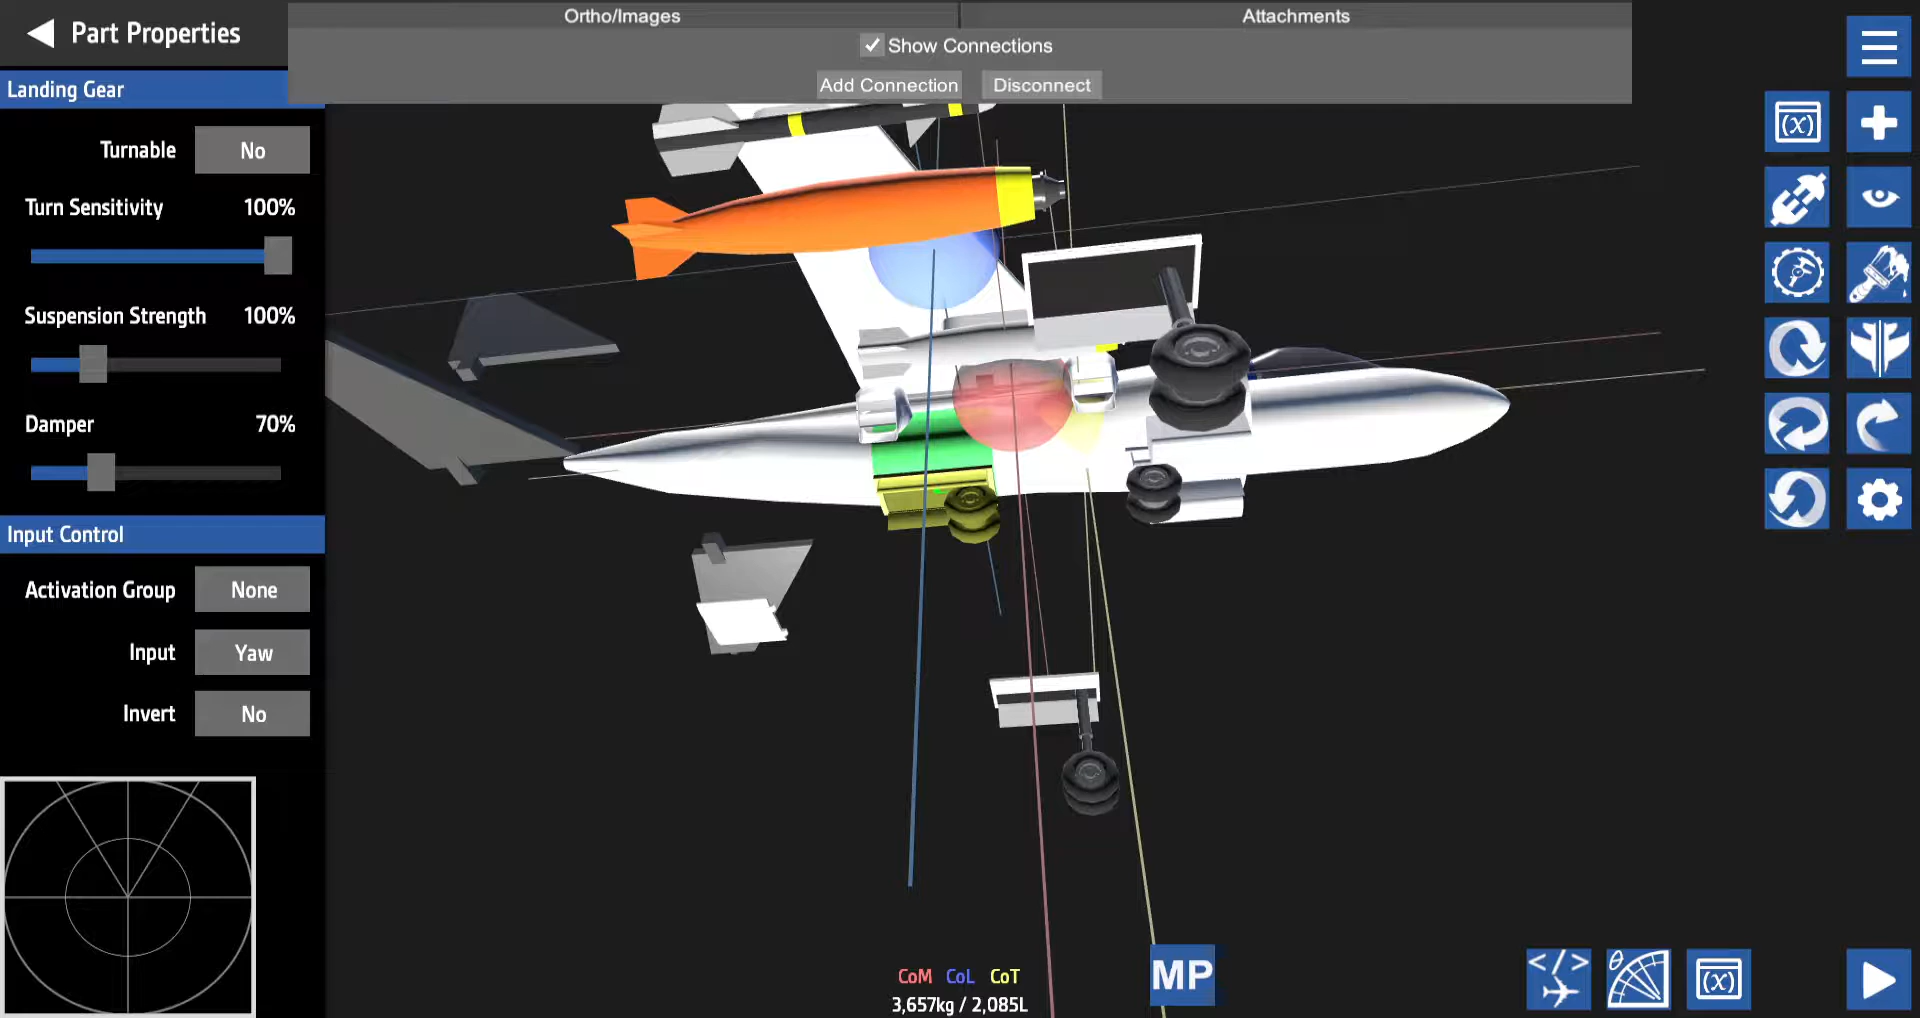 Part Properties
Ortho/Images
Attachments
Show Connections
Add Connection
Disconnect
Landing Gear
Turnable
No
Turn Sensitivity
100%
Suspension Strength
100%
Damper
70%
Input Control
Activation Group
None
Input
Yaw
Invert
No
(x)
CoM CoL CoT
3,657kg / 2,085L
MP
</>
θ
(x)